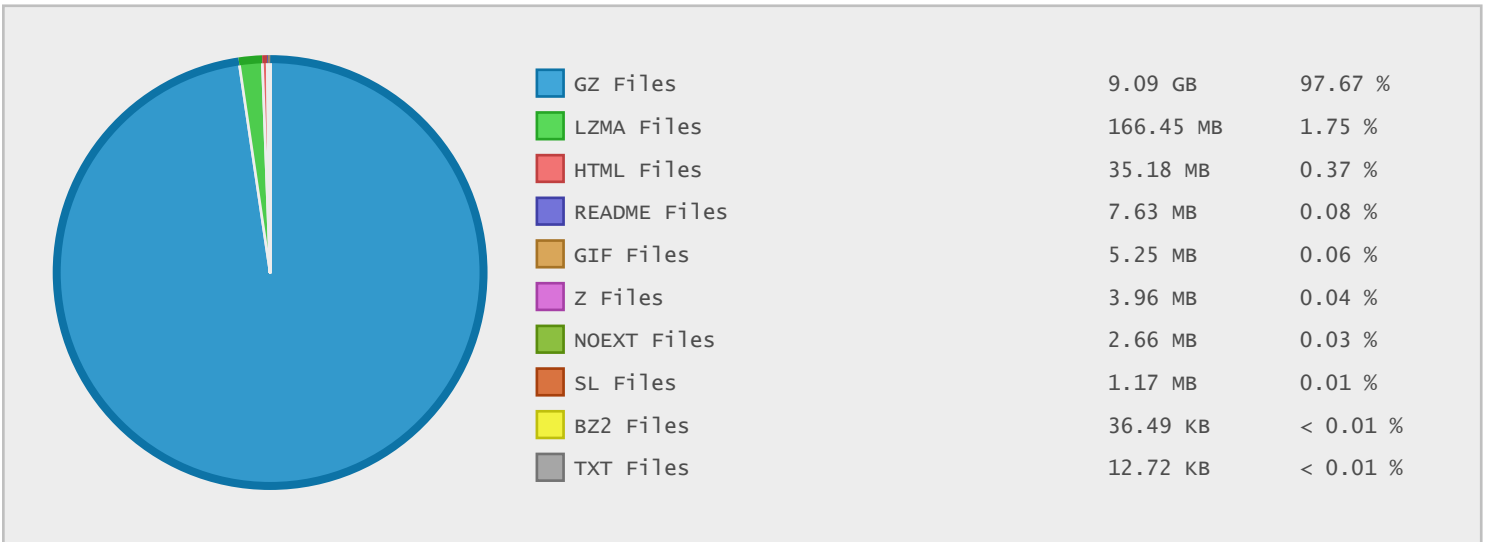 GZ Files 9.09 GB 97.67 %
LZMA Files 166.45 MB 1.75 %
HTML Files 35.18 MB 0.37 %
README Files 7.63 MB 0.08 %
GIF Files 5.25 MB 0.06 %
Z Files 3.96 MB 0.04 %
NOEXT Files 2.66 MB 0.03 %
SL Files 1.17 MB 0.01 %
BZ2 Files 36.49 KB < 0.01 %
TXT Files 12.72 KB < 0.01 %